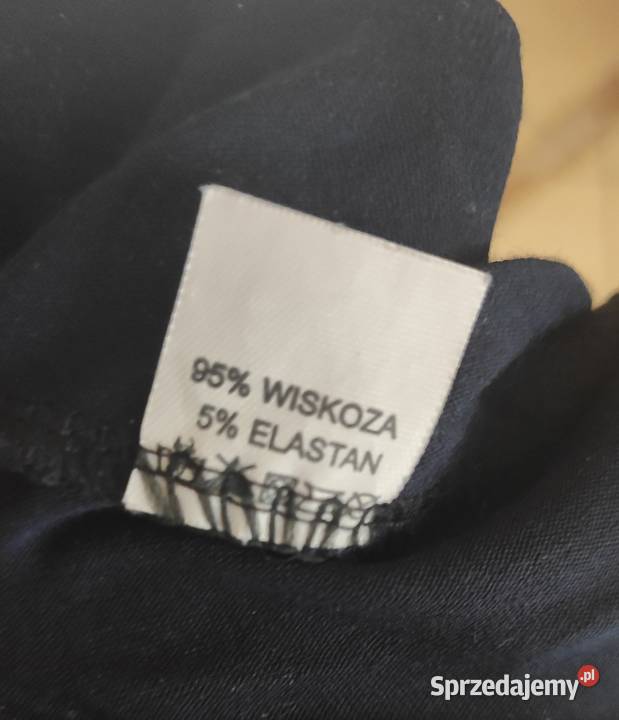 95% WISKOZA
5% ELASTAN
Sprzedajemy.pl